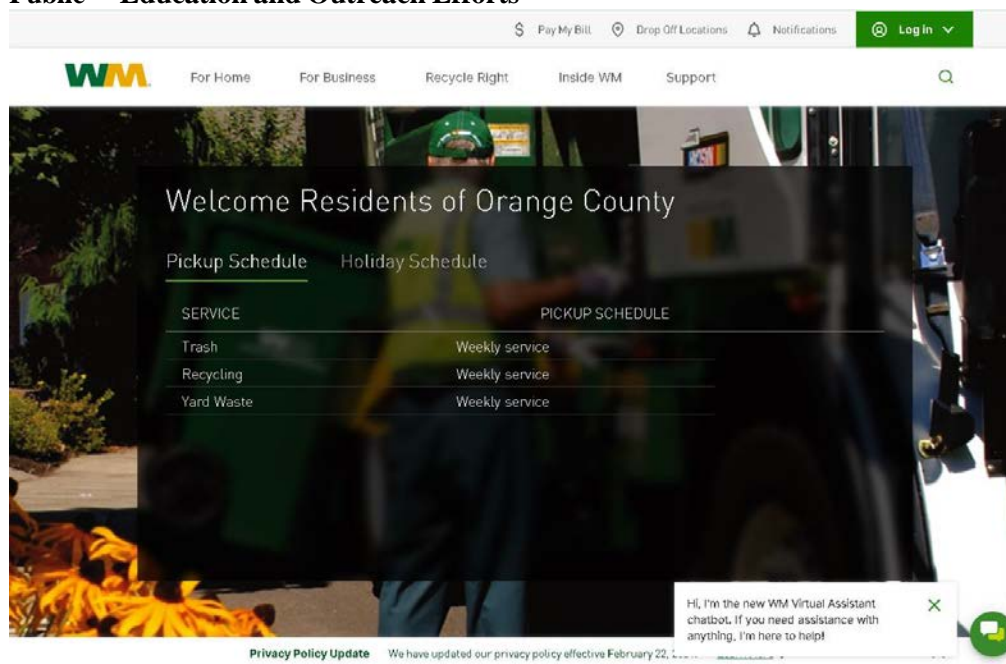 Public Education and Outreach Efforts
$ Pay My Bill Drop Off Locations Notifications Log In
WM For Home For Business Recycle Right Inside WM Support
Welcome Residents of Orange County
Pickup Schedule Holiday Schedule
SERVICE PICKUP SCHEDULE
Trash Weekly service
Recycling Weekly service
Yard Waste Weekly service
Hi, I'm the new WM Virtual Assistant
chatbot. If you need assistance with
anything, I'm here to help!
Privacy Policy Update We have updated our privacy policy effective February 22,